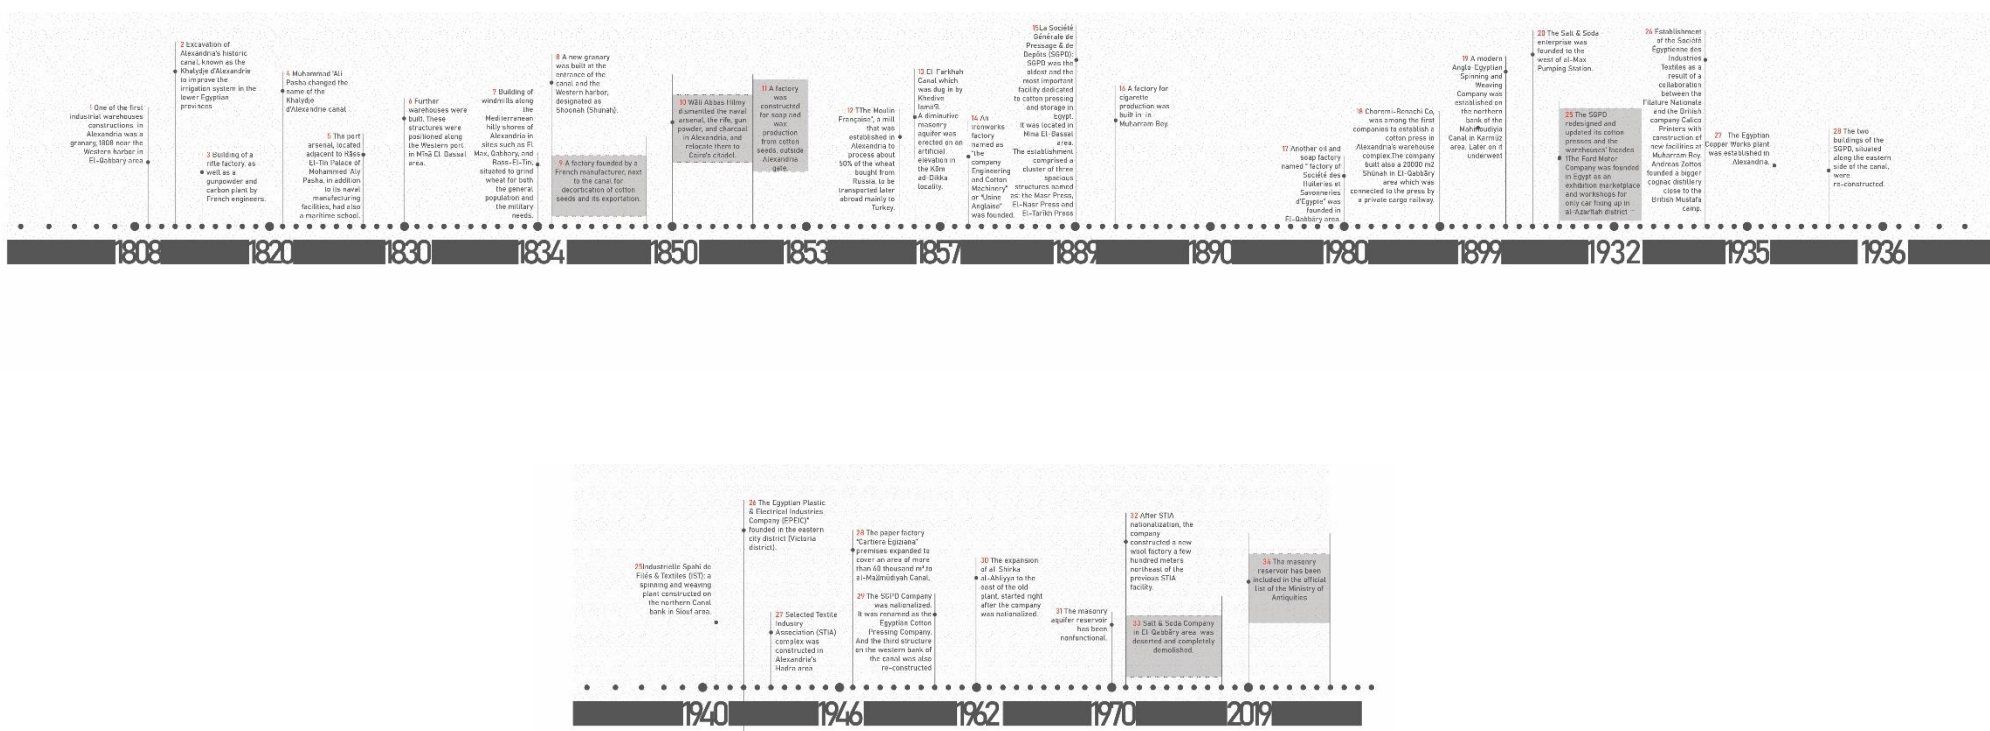 1 One of the first
industrial warehouses
constructions in
Alexandria was a
granary, 1808 near the
Western harbor in
El-Qabbary area
2 Excavation of
Alexandria's historic
canal, known as the
Khalydje d'Alexandrie
to improve the
irrigation system in the
lower Egyptian
provinces
3 Building of a
rifle factory, as
well as a
gunpowder and
carbon plant by
French engineers.
4 Muhammad 'Ali
Pasha changed the
name of the
Khalydje
d'Alexandrie canal
5 The port
arsenal, located
adjacent to Râss
El-Tin Palace of
Mohammed 'Aly
Pasha, in addition
to its naval
manufacturing
facilities, had also
a maritime school.
6 Further
warehouses were
built. These
structures were
positioned along
the Western port
in Mînâ El Bassal
area.
7 Building of
windmills along
the
Mediterranean
hilly shores of
Alexandria in
sites such as El
Max, Qabbary, and
Rass-El-Tin,
situated to grind
wheat for both
the general
population and
the military
needs.
8 A new granary
was built at the
entrance of the
canal and the
Western harbor,
designated as
Shoonah (Shûnah).
9 A factory founded by a
French manufacturer, next
to the canal for
decortication of cotton
seeds and its exportation.
10 Wâli Abbas Hilmy
dismantled the naval
arsenal, the rife, gun
powder, and charcoal
in Alexandria, and
relocate them to
Cairo's citadel.
11 A factory
was
constructed
for soap and
wax
production
from cotton
seeds, outside
Alexandria
gate.
12 TThe Moulin
Française", a mill
that was
established in
Alexandria to
process about
50% of the wheat
bought from
Russia, to be
transported later
abroad mainly to
Turkey.
13 El-Farkhah
Canal which
was dug in by
Khedive
Isma'il.
A diminutive
masonry
aquifer was
erected on an
artificial
elevation in
the Kôm
ad-Dikka
locality.
14 An
ironworks
factory
named as
"the
company
Engineering
and Cotton
Machinery"
or "Usine
Anglaise"
was founded.
15La Société
Générale de
Pressage & de
Depôts (SGPD);
SGPD was the
oldest and the
most important
facility dedicated
to cotton pressing
and storage in
Egypt.
It was located in
Mina El-Bassal
area.
The establishment
comprised a
cluster of three
spacious
structures named
as: the Masr Press,
El-Nasr Press and
El-Tarikh Press
16 A factory for
cigarette
production was
built in in
Muharram Bey.
17 Another oil and
soap factory
named " factory of
Société des
Huileries et
Savonneries
d'Egypte" was
founded in
El-Qabbary area
18 Choremi-Benachi Co.
was among the first
companies to establish a
cotton press in
Alexandria's warehouse
complex.The company
built also a 20000 m2
Shûnah in El-Qabbâry
area which was
connected to the press by
a private cargo railway.
19 A modern
Anglo-Egyptian
Spinning and
Weaving
Company was
established on
the northern
bank of the
Mahmoudiyia
Canal in Karmûz
area. Later on it
underwent
20 The Salt & Soda
enterprise was
founded to the
west of al-Max
Pumping Station.
25 The SGPD
redesigned and
updated its cotton
presses and the
warehouses' facades
The Ford Motor
Company was founded
in Egypt as an
exhibition marketplace
and workshops for
only car fixing up in
al-Azarîtah district
26 Establishment
of the Société
Égyptienne des
Industries
Textiles as a
result of a
collaboration
between the
Filature Nationale
and the British
company Calico
Printers with
construction of
new facilities at
Muharram Bey.
Andreas Zottos
founded a bigger
cognac distillery
close to the
British Mustafa
camp.
27 The Egyptian
Copper Works plant
was established in
Alexandria.
28 The two
buildings of the
SGPD, situated
along the eastern
side of the canal,
were
re-constructed.
1808 1820 1830 1834 1850 1853 1857 1889 1890 1980 1899 1932 1935 1936
25Industrielle Spahi de
Filés & Textiles (IST): a
spinning and weaving
plant constructed on
the northern Canal
bank in Siouf area.
26 The Egyptian Plastic
& Electrical Industries
Company (EPEIC)"
founded in the eastern
city district (Victoria
district).
27 Selected Textile
Industry
Association (STIA)
complex was
constructed in
Alexandria's
Hadra area
28 The paper factory
"Cartiera Egiziana"
premises expanded to
cover an area of more
than 60 thousand m².to
al-Maḥmūdiyah Canal.
29 The SGPD Company
was nationalized.
It was renamed as the
Egyptian Cotton
Pressing Company.
And the third structure
on the western bank of
the canal was also
re-constructed
30 The expansion
of al Shirka
al-Ahliyya to the
east of the old
plant, started right
after the company
was nationalized.
31 The masonry
aquifer reservoir
has been
nonfunctional.
32 After STIA
nationalization, the
company
constructed a new
wool factory a few
hundred meters
northeast of the
previous STIA
facility.
33 Salt & Soda Company
in El-Qabbâry area was
deserted and completely
demolished.
34 The masonry
reservoir has been
included in the official
list of the Ministry of
Antiquities
1940 1946 1962 1970 2019